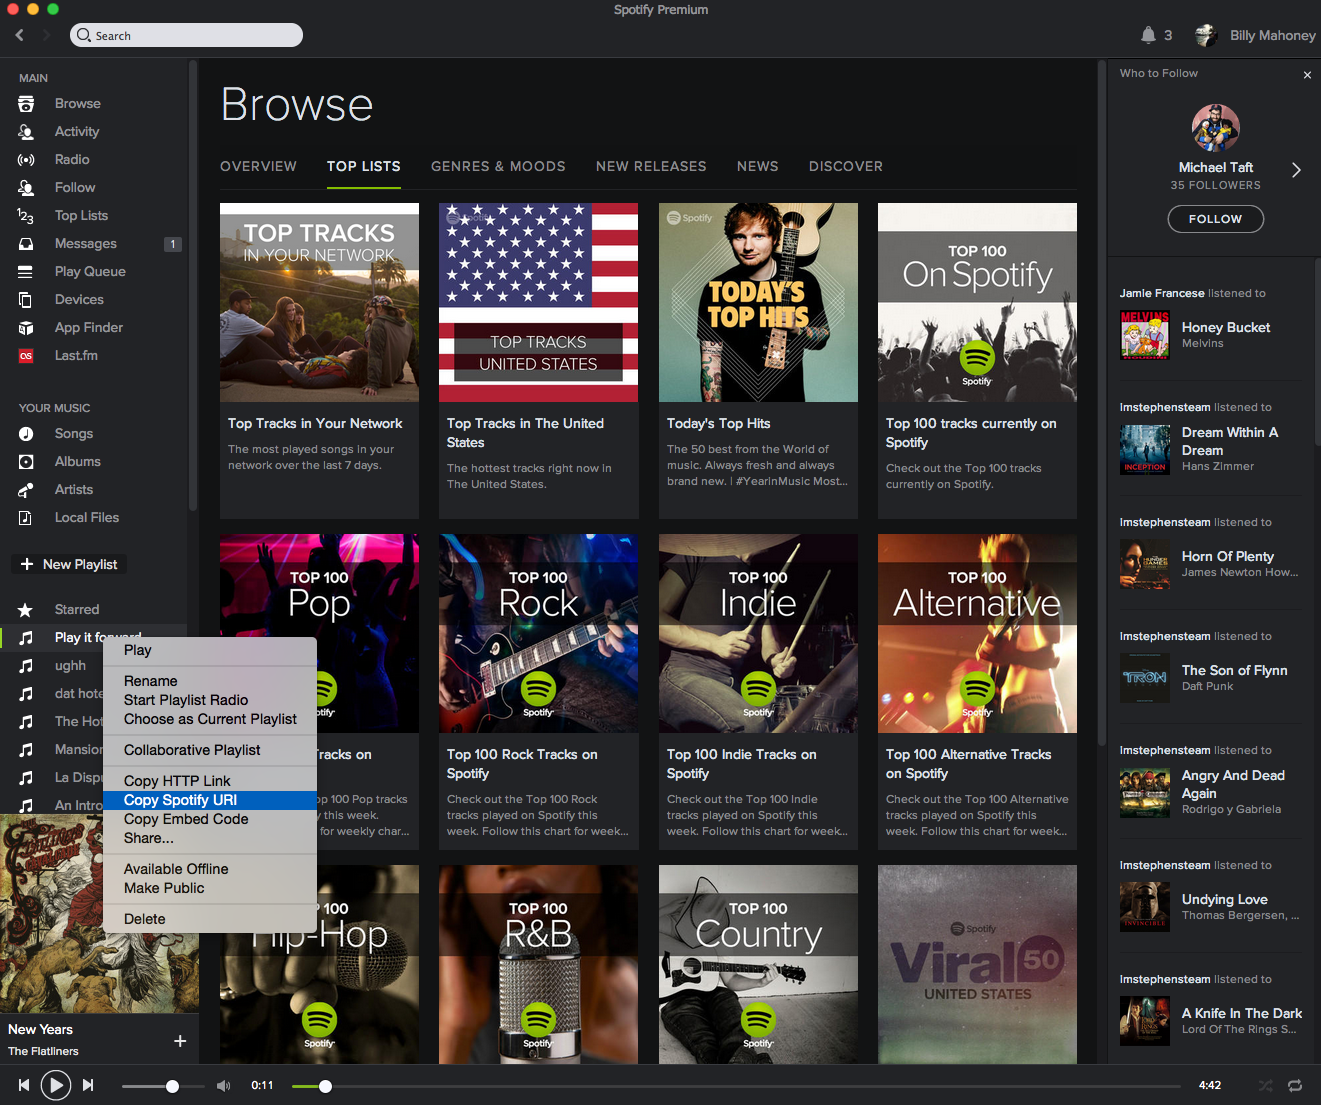 Spotify Premium
Search
3
Billy Mahoney
MAIN
Browse
Activity
Radio
Follow
Top Lists
Messages
1
Play Queue
Devices
App Finder
Last.fm
YOUR MUSIC
Songs
Albums
Artists
Local Files
New Playlist
Starred
Play it forward
ughh
dat hote
The Hot
Mansion
La Dispu
An Intro
Play
Rename
Start Playlist Radio
Choose as Current Playlist
Collaborative Playlist
Copy HTTP Link
Copy Spotify URI
Copy Embed Code
Share...
Available Offline
Make Public
Delete
New Years
The Flatliners
Browse
OVERVIEW
TOP LISTS
GENRES & MOODS
NEW RELEASES
NEWS
DISCOVER
TOP TRACKS
IN YOUR NETWORK
Top Tracks in Your Network
The most played songs in your
network over the last 7 days.
Spotify
TOP TRACKS
UNITED STATES
Top Tracks in The United
States
The hottest tracks right now in
The United States.
Spotify
TODAY'S
TOP HITS
Today's Top Hits
The 50 best from the World of
music. Always fresh and always
brand new. | #YearinMusic Most...
TOP 100
On Spotify
Spotify
Top 100 tracks currently on
Spotify
Check out the Top 100 tracks
currently on Spotify.
TOP 100
Pop
otify
Tracks on
op 100 Pop tracks
this week.
for weekly char...
TOP 100
Rock
Spotify
Top 100 Rock Tracks on
Spotify
Check out the Top 100 Rock
tracks played on Spotify this
week. Follow this chart for week...
TOP 100
Indie
Spotify
Top 100 Indie Tracks on
Spotify
Check out the Top 100 Indie
tracks played on Spotify this
week. Follow this chart for week...
TOP 100
Alternative
Spotify
Top 100 Alternative Tracks
on Spotify
Check out the Top 100 Alternative
tracks played on Spotify this
week. Follow this chart for week...
P 100
Hip-Hop
Spotify
TOP 100
R&B
Spotify
TOP 100
Country
Spotify
Spotify
Viral 50
UNITED STATES
Who to Follow
Michael Taft
35 FOLLOWERS
FOLLOW
Jamie Francese listened to
MELVINS
Honey Bucket
Melvins
lmstephensteam listened to
INCEPTION
Dream Within A
Dream
Hans Zimmer
lmstephensteam listened to
Horn Of Plenty
James Newton How...
lmstephensteam listened to
TRON
The Son of Flynn
Daft Punk
lmstephensteam listened to
Angry And Dead
Again
Rodrigo y Gabriela
lmstephensteam listened to
INVINCIBLE
Undying Love
Thomas Bergersen, ...
lmstephensteam listened to
A Knife In The Dark
Lord Of The Rings S...
0:11
4:42